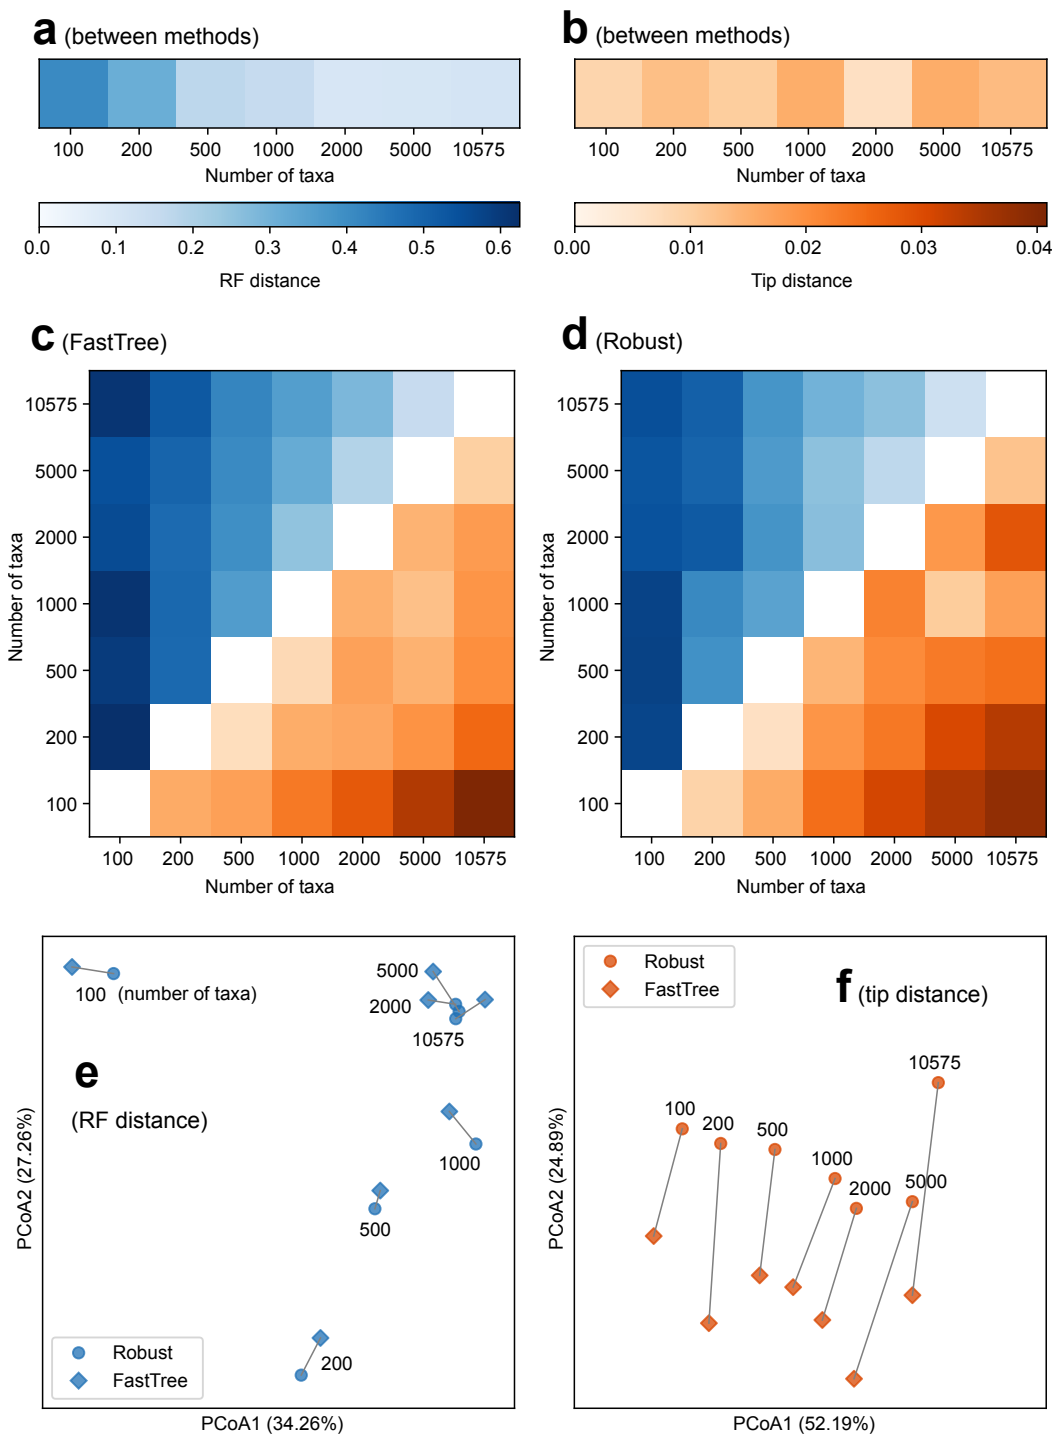 a (between methods)
100 200 500 1000 2000 5000 10575
Number of taxa
0.0 0.1 0.2 0.3 0.4 0.5 0.6
RF distance
b (between methods)
100 200 500 1000 2000 5000 10575
Number of taxa
0.00 0.01 0.02 0.03 0.04
Tip distance
c (FastTree)
Number of taxa
10575
5000
2000
1000
500
200
100
100 200 500 1000 2000 5000 10575
Number of taxa
d (Robust)
Number of taxa
10575
5000
2000
1000
500
200
100
100 200 500 1000 2000 5000 10575
Number of taxa
e
(RF distance)
100 (number of taxa)
5000
2000
10575
1000
500
200
Robust
FastTree
PCoA2 (27.26%)
PCoA1 (34.26%)
Robust
FastTree
f (tip distance)
10575
100
200
500
1000
2000
5000
PCoA2 (24.89%)
PCoA1 (52.19%)